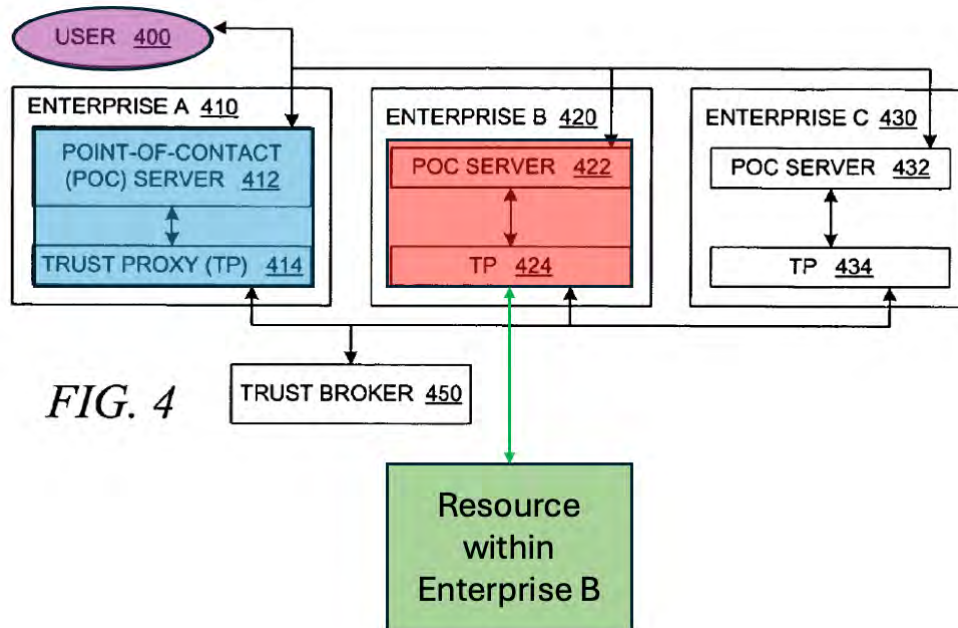 USER 400
ENTERPRISE A 410
POINT-OF-CONTACT
(POC) SERVER 412
TRUST PROXY (TP) 414
ENTERPRISE B 420
POC SERVER 422
TP 424
ENTERPRISE C 430
POC SERVER 432
TP 434
FIG. 4
TRUST BROKER 450
Resource
within
Enterprise B